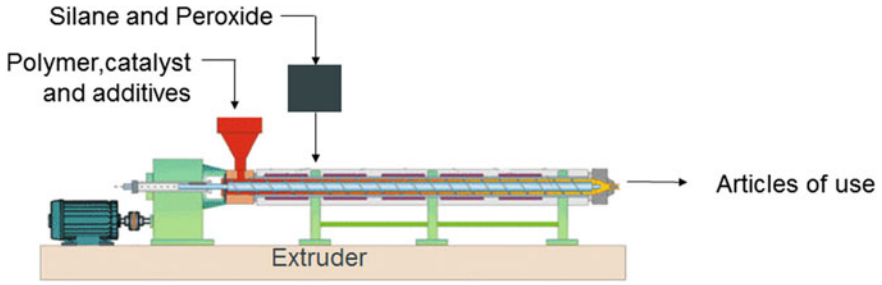 Silane and Peroxide
Polymer,catalyst
and additives
Articles of use
Extruder